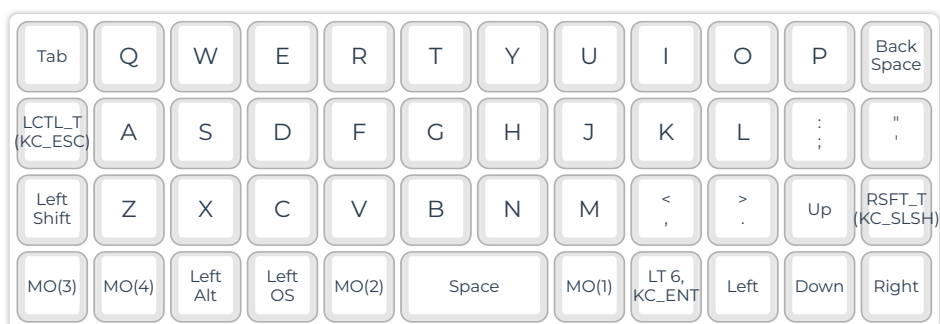 Tab Q W E R T Y U I O P Back
Space
LCTL_T
(KC_ESC) A S D F G H J K L :
; "
'
Left
Shift Z X C V B N M <
, >
. Up RSFT_T
(KC_SLSH)
MO(3) MO(4) Left
Alt Left
OS MO(2) Space MO(1) LT 6,
KC_ENT Left Down Right